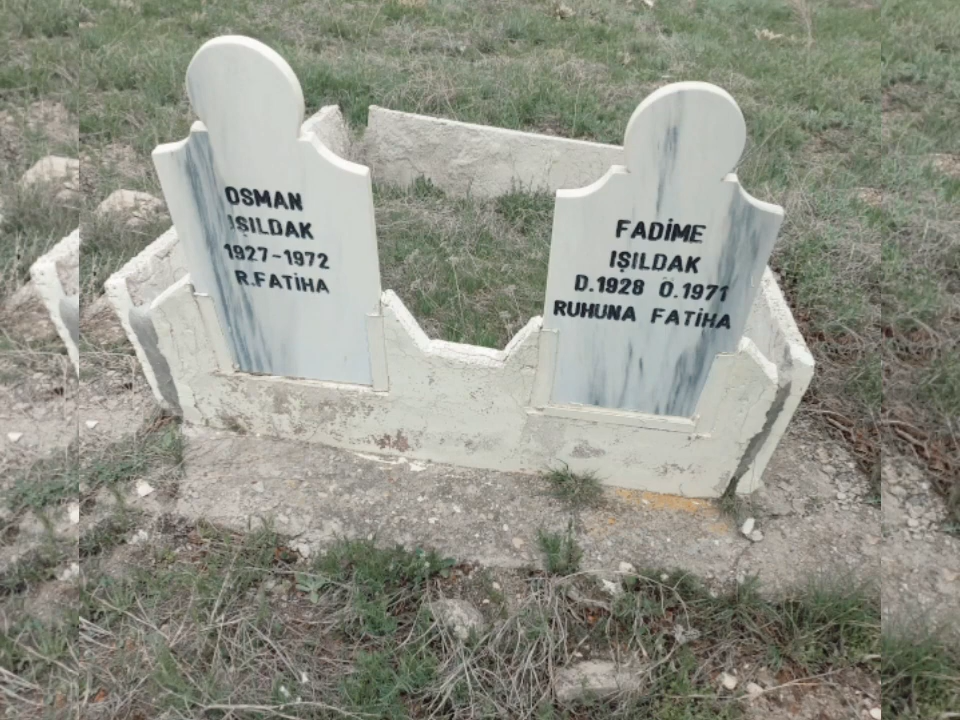 OSMAN
IŞILDAK
1927-1972
R.FATİHA
FADİME
IŞILDAK
D.1928 Ö.1971
RUHUNA FATİHA